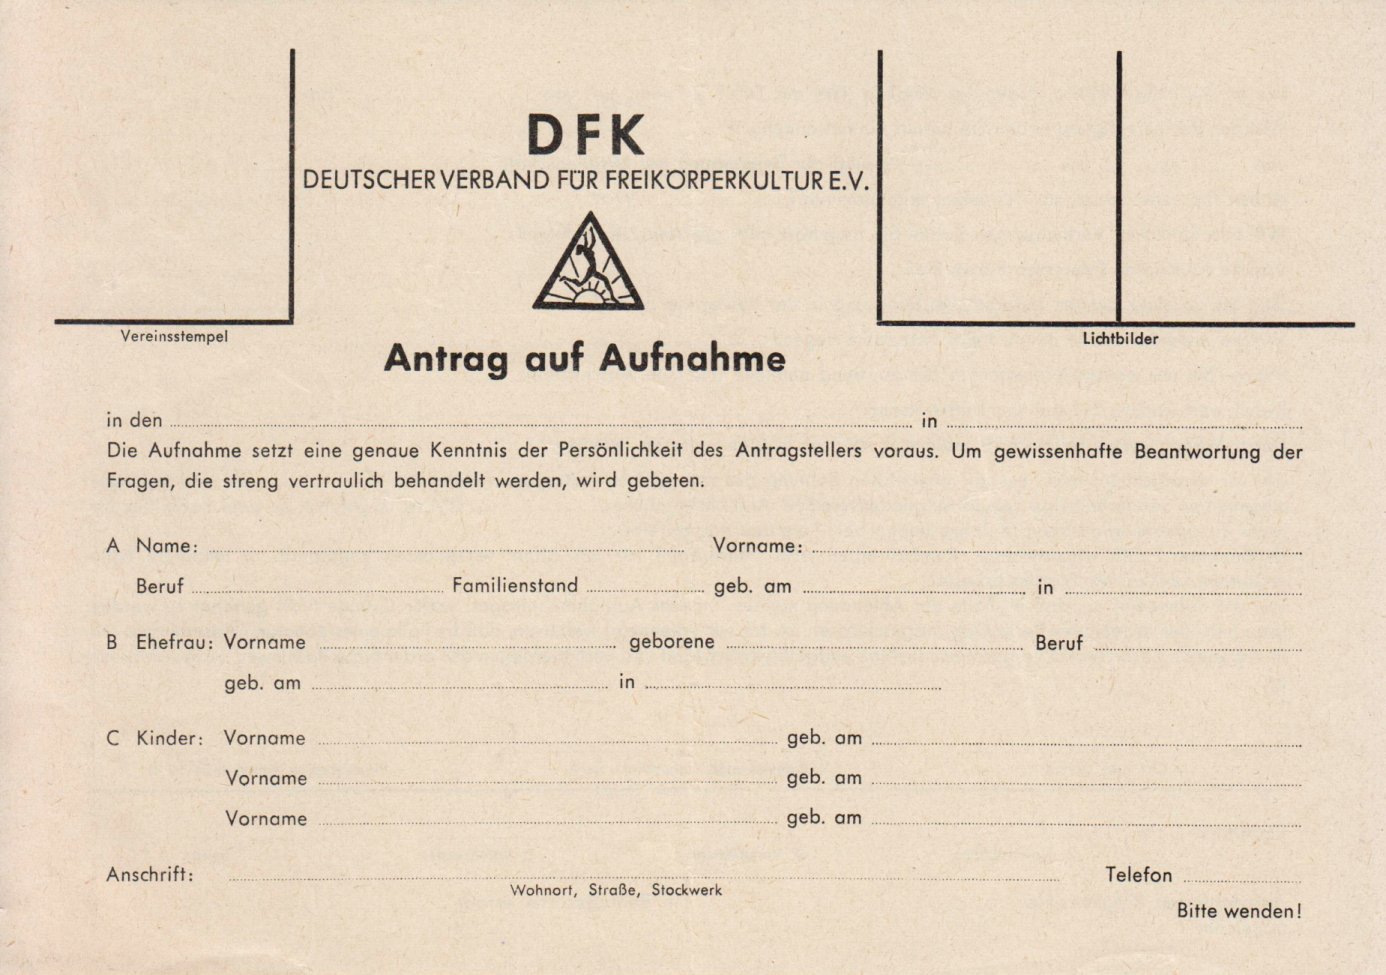 DFK
DEUTSCHER VERBAND FÜR FREIKÖRPERKULTUR E.V.
Vereinsstempel
Lichtbilder
Antrag auf Aufnahme
in den in
Die Aufnahme setzt eine genaue Kenntnis der Persönlichkeit des Antragstellers voraus. Um gewissenhafte Beantwortung der
Fragen, die streng vertraulich behandelt werden, wird gebeten.
A Name: Vorname:
Beruf Familienstand geb. am in
B Ehefrau: Vorname geborene Beruf
geb. am in
C Kinder: Vorname geb. am
Vorname geb. am
Vorname geb. am
Anschrift: Telefon
Wohnort, Straße, Stockwerk
Bitte wenden!